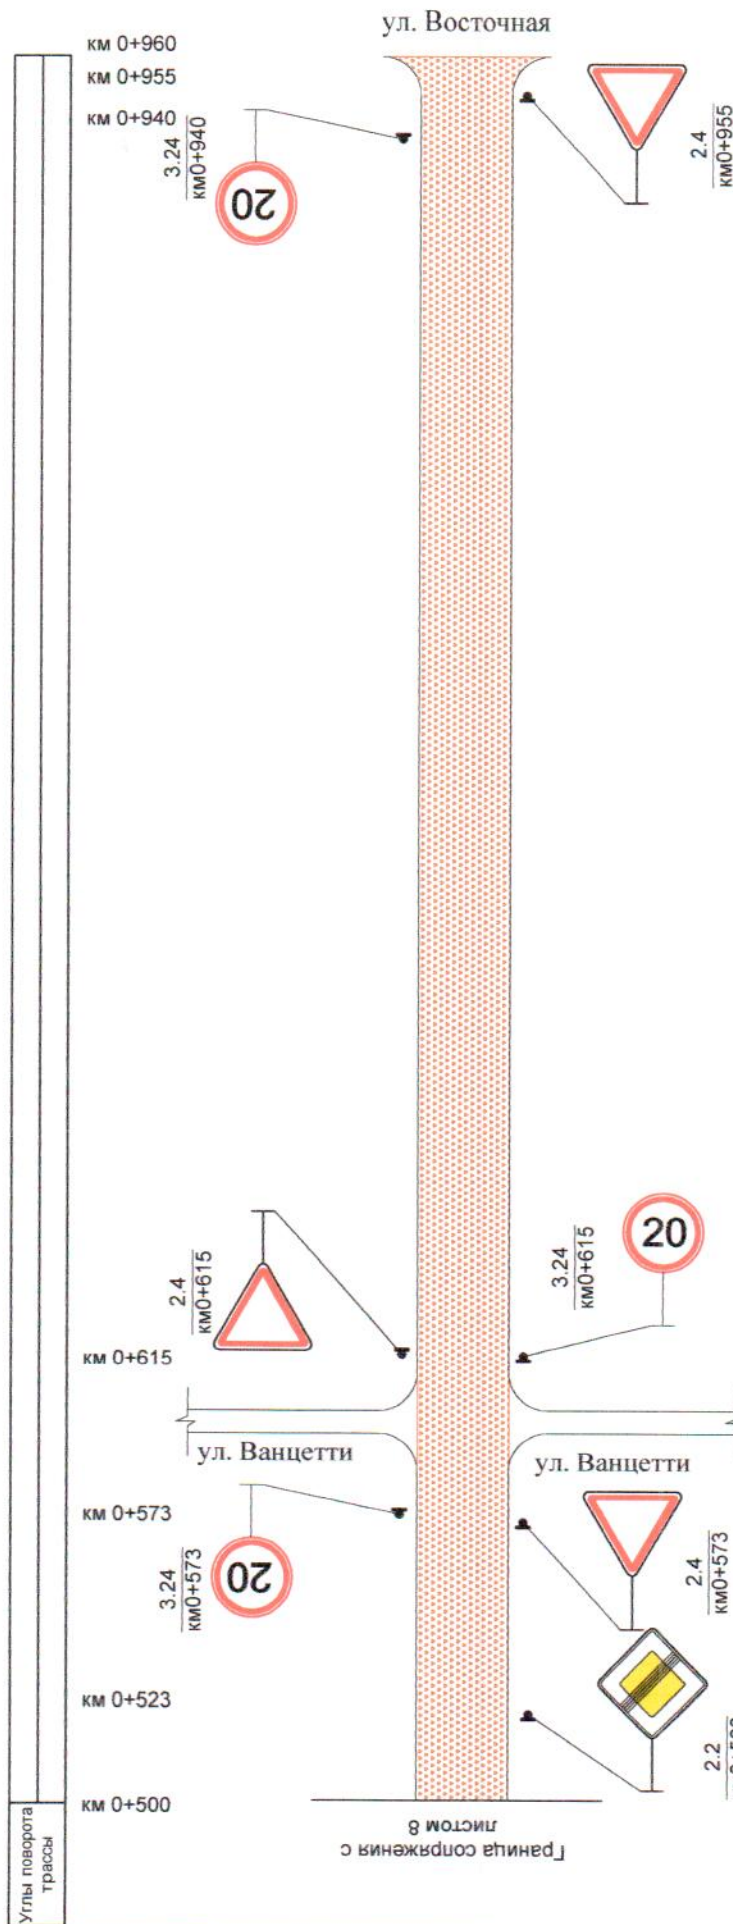 ул. Восточная
км 0+960
км 0+955
км 0+940
3.24
км0+940
20
2.4
км0+955
2.4
км0+615
3.24
км0+615
20
км 0+615
ул. Ванцетти
ул. Ванцетти
км 0+573
3.24
км0+573
20
2.4
км0+573
км 0+523
2.2
км 0+500
Граница сопряжения с
листом 8
Углы поворота
трассы